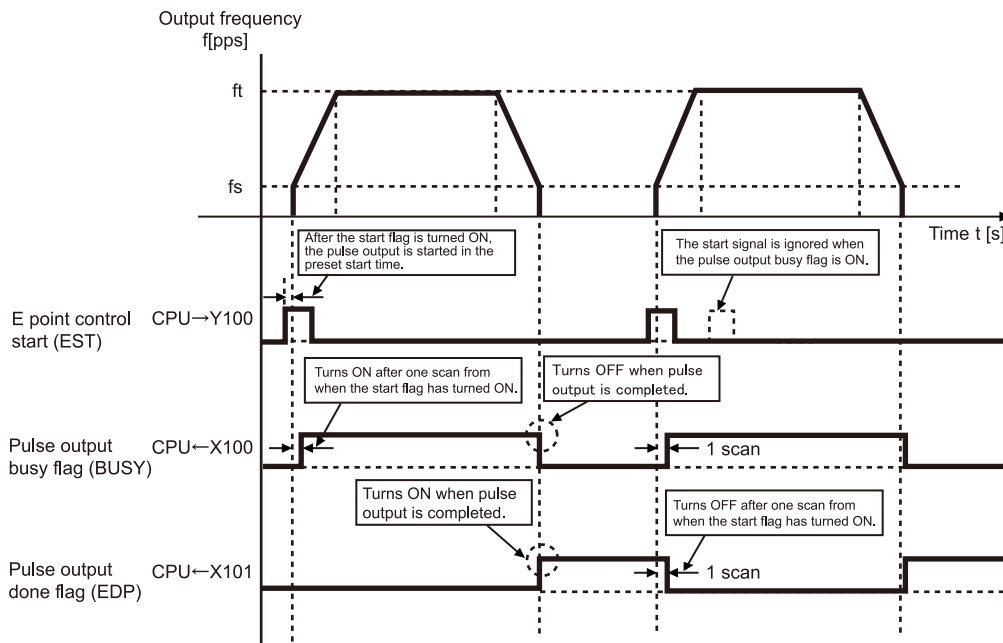 Output frequency
f[pps]
ft
fs
Time t [s]
After the start flag is turned ON,
the pulse output is started in the
preset start time.
The start signal is ignored when
the pulse output busy flag is ON.
E point control
start (EST)
CPU→Y100
Turns ON after one scan from
when the start flag has turned ON.
Turns OFF when pulse
output is completed.
Pulse output
busy flag (BUSY)
CPU←X100
1 scan
Turns ON when pulse
output is completed.
Turns OFF after one scan from
when the start flag has turned ON.
Pulse output
done flag (EDP)
CPU←X101
1 scan